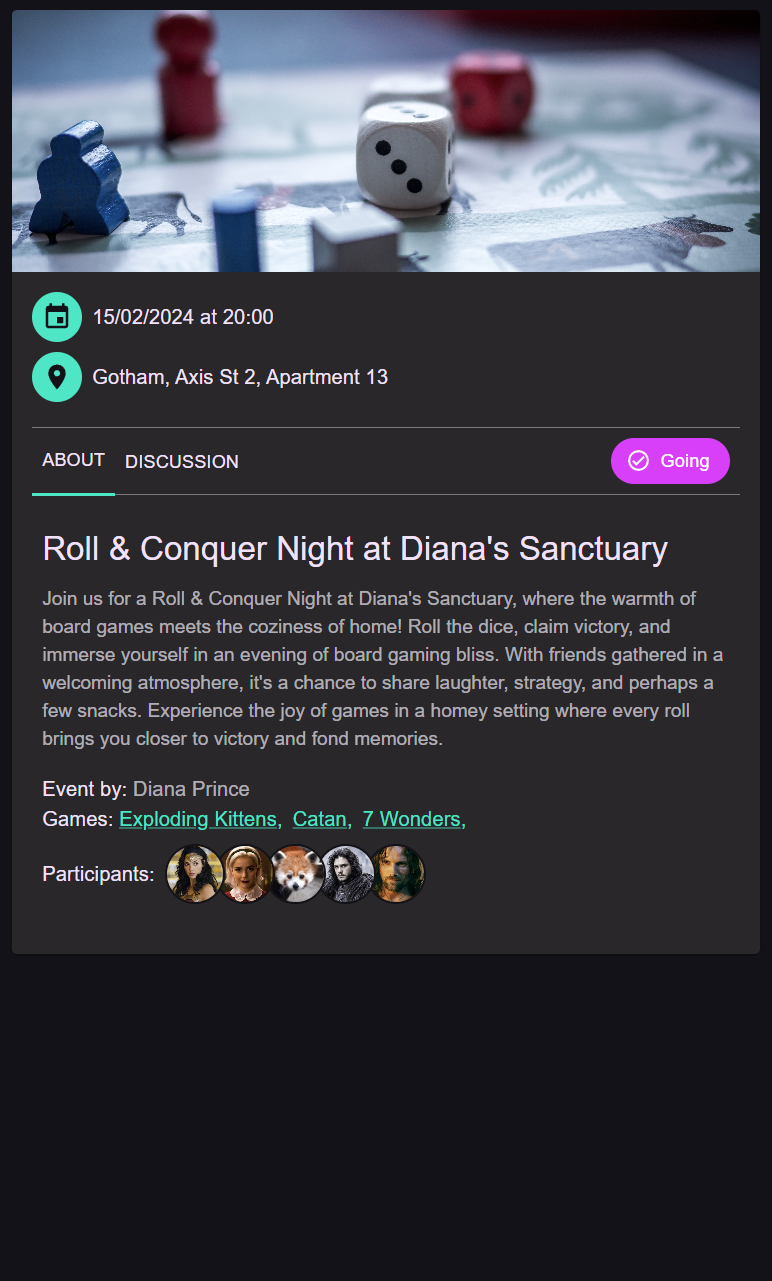 15/02/2024 at 20:00
Gotham, Axis St 2, Apartment 13
ABOUT DISCUSSION Going
Roll & Conquer Night at Diana's Sanctuary
Join us for a Roll & Conquer Night at Diana's Sanctuary, where the warmth of
board games meets the coziness of home! Roll the dice, claim victory, and
immerse yourself in an evening of board gaming bliss. With friends gathered in a
welcoming atmosphere, it's a chance to share laughter, strategy, and perhaps a
few snacks. Experience the joy of games in a homey setting where every roll
brings you closer to victory and fond memories.
Event by: Diana Prince
Games: Exploding Kittens, Catan, 7 Wonders,
Participants: